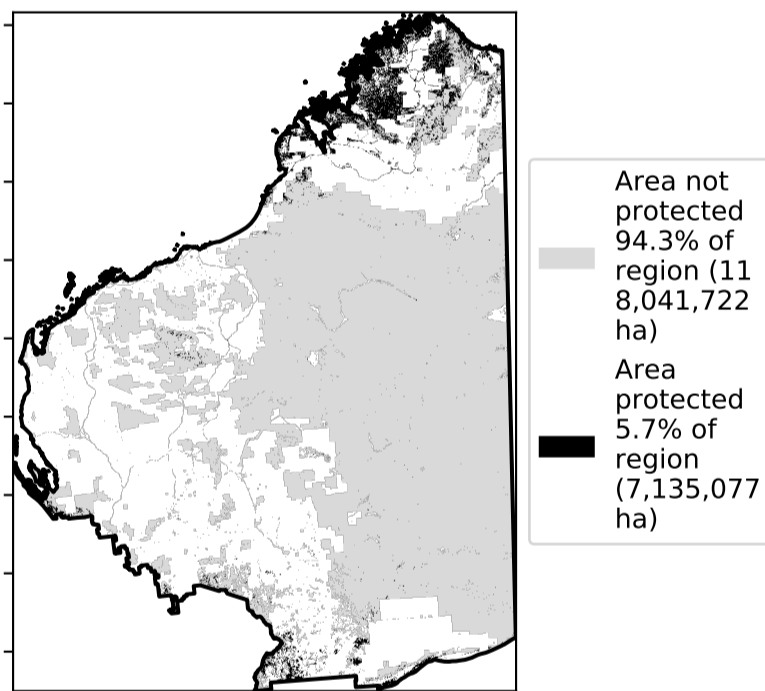 Area not
protected
94.3% of
region (11
8,041,722
ha)
Area
protected
5.7% of
region
(7,135,077
ha)